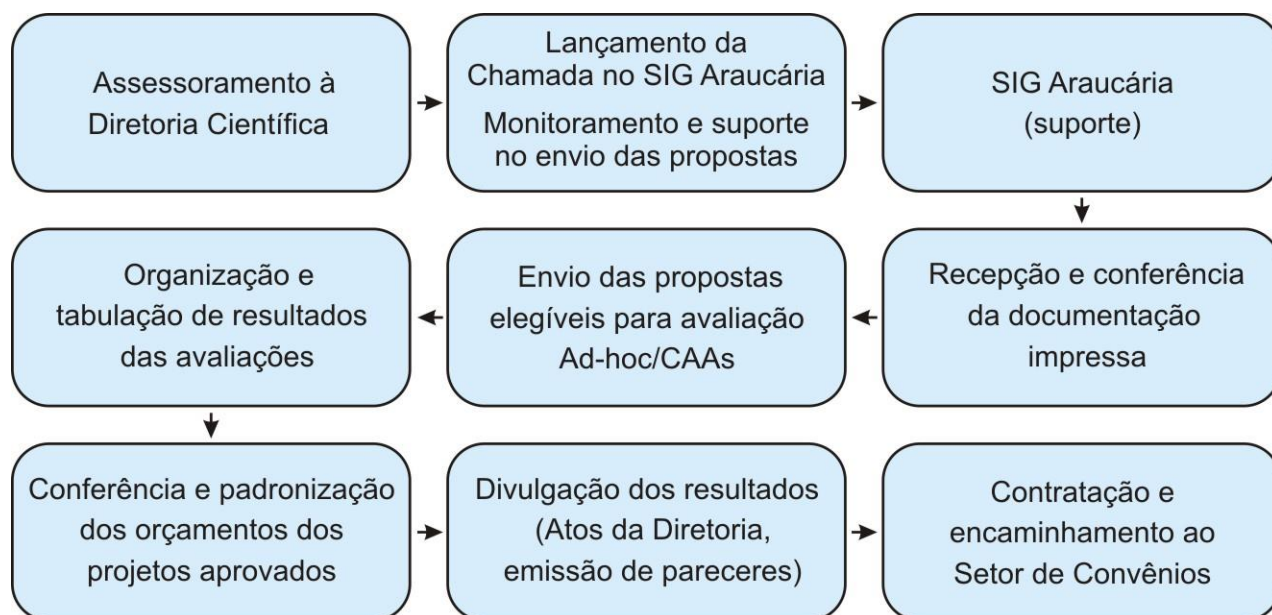 Assessoramento à
Diretoria Científica
Lançamento da
Chamada no SIG Araucária
Monitoramento e suporte
no envio das propostas
SIG Araucária
(suporte)
Recepção e conferência
da documentação
impressa
Envio das propostas
elegíveis para avaliação
Ad-hoc/CAAs
Organização e
tabulação de resultados
das avaliações
Conferência e padronização
dos orçamentos dos
projetos aprovados
Divulgação dos resultados
(Atos da Diretoria,
emissão de pareceres)
Contratação e
encaminhamento ao
Setor de Convênios